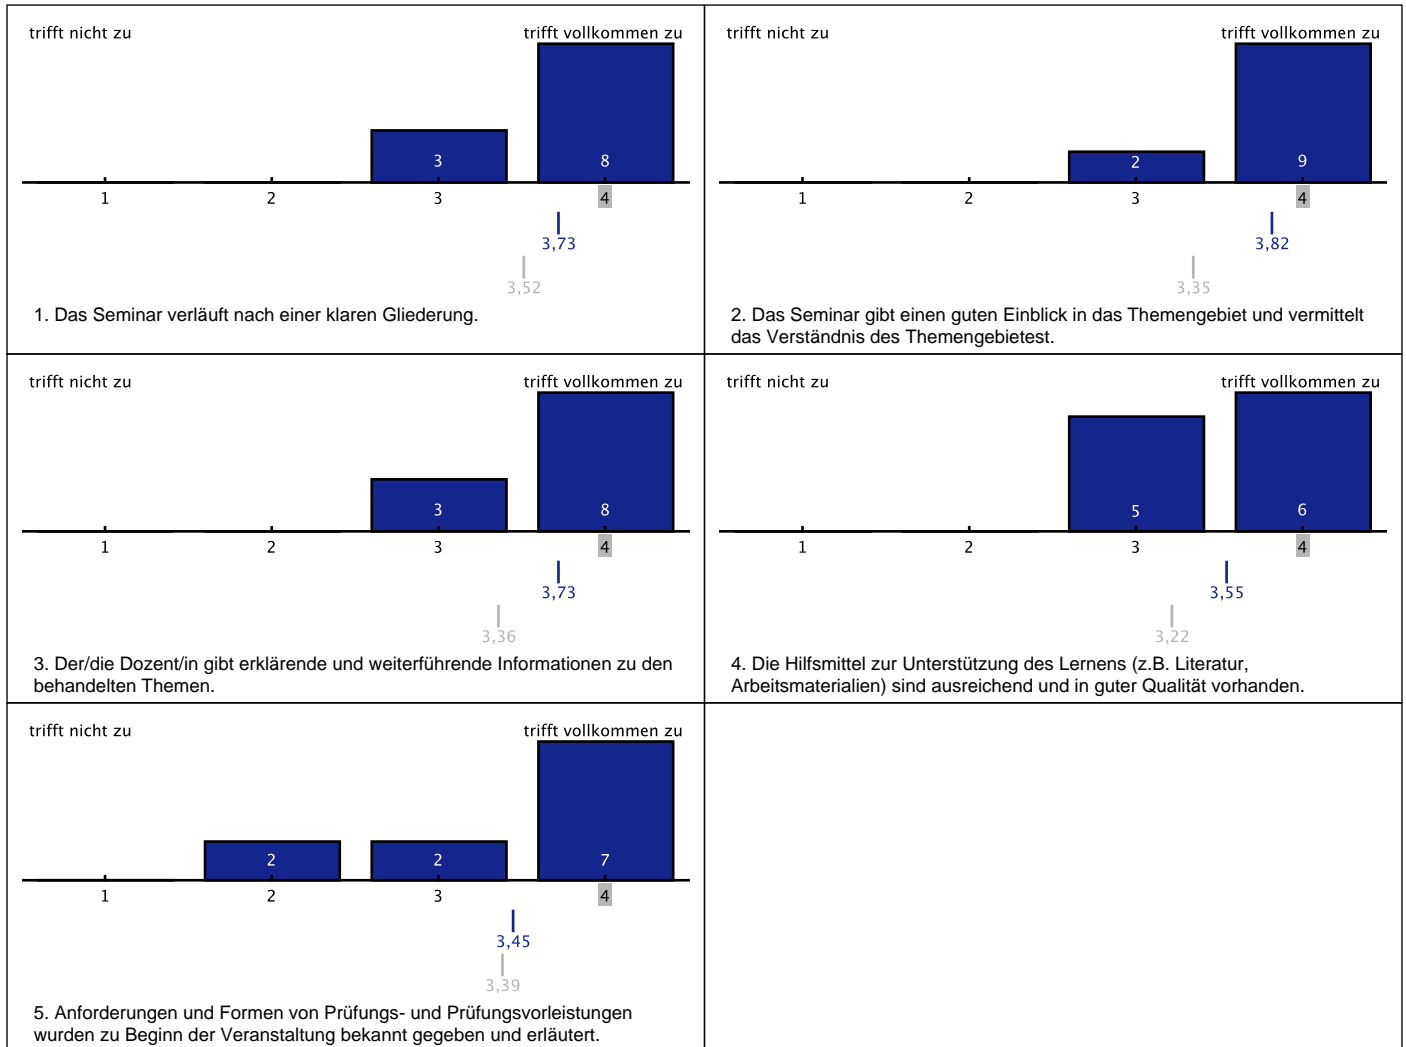 trifft nicht zu
trifft vollkommen zu
3
8
1
2
3
4
3,73
3,52
1. Das Seminar verläuft nach einer klaren Gliederung.
trifft nicht zu
trifft vollkommen zu
2
9
1
2
3
4
3,82
3,35
2. Das Seminar gibt einen guten Einblick in das Themengebiet und vermittelt
das Verständnis des Themengebietest.
trifft nicht zu
trifft vollkommen zu
3
8
1
2
3
4
3,73
3,36
3. Der/die Dozent/in gibt erklärende und weiterführende Informationen zu den
behandelten Themen.
trifft nicht zu
trifft vollkommen zu
5
6
1
2
3
4
3,55
3,22
4. Die Hilfsmittel zur Unterstützung des Lernens (z.B. Literatur,
Arbeitsmaterialien) sind ausreichend und in guter Qualität vorhanden.
trifft nicht zu
trifft vollkommen zu
2
2
7
1
2
3
4
3,45
3,39
5. Anforderungen und Formen von Prüfungs- und Prüfungsvorleistungen
wurden zu Beginn der Veranstaltung bekannt gegeben und erläutert.